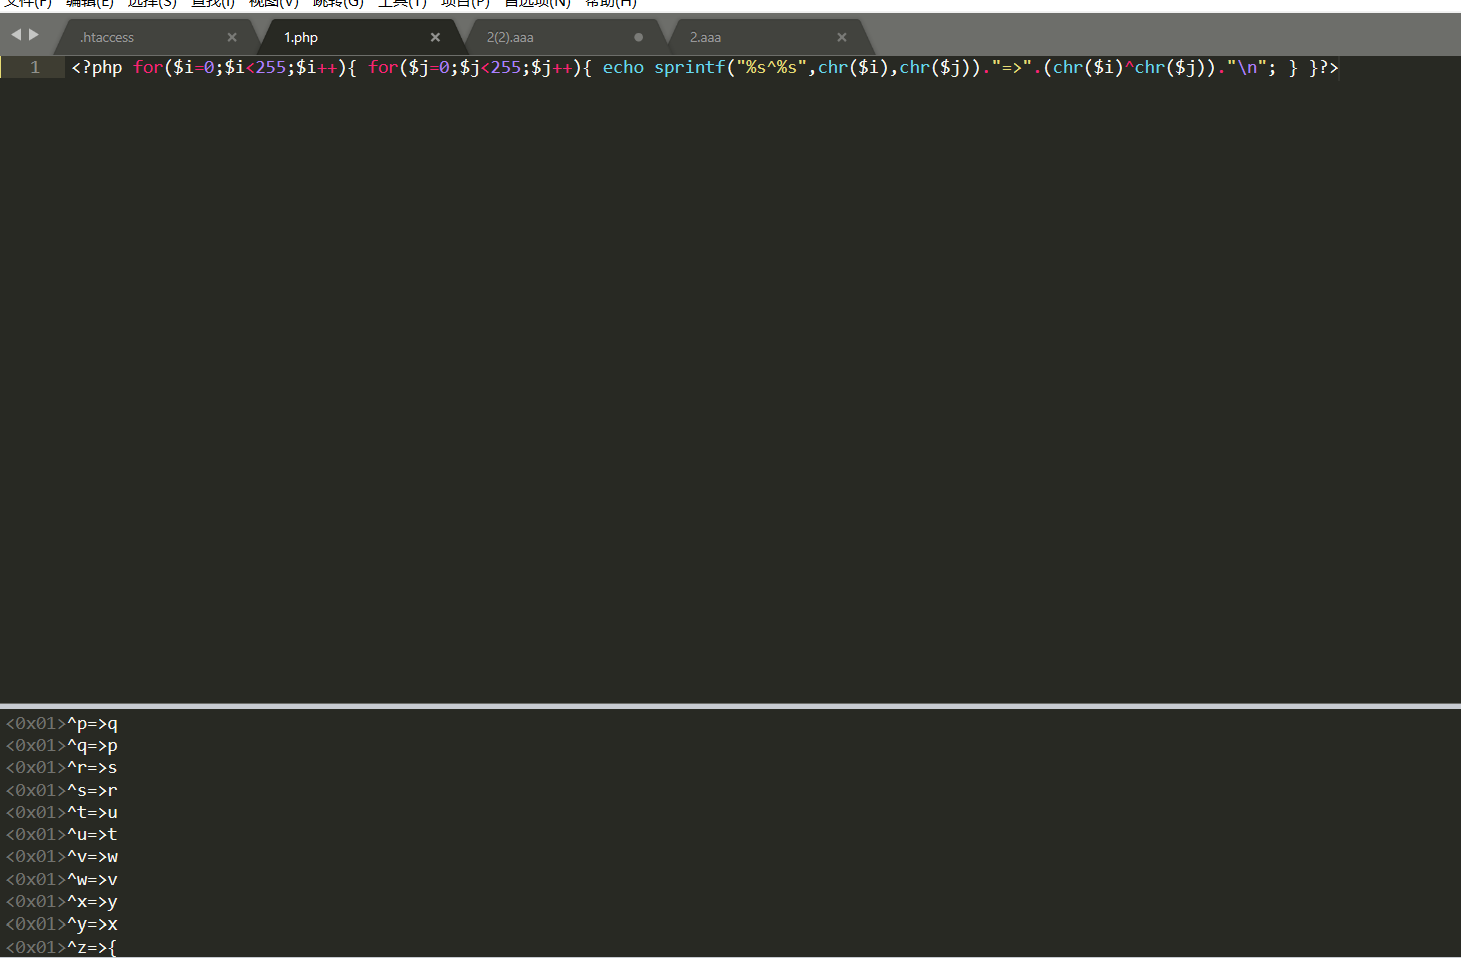 文件(F) 编辑(E) 选择(S) 查找(I) 视图(V) 跳转(G) 工具(T) 项目(P) 首选项(N) 帮助(H)
.htaccess 1.php 2(2).aaa 2.aaa
1 <?php for($i=0;$i<255;$i++){ for($j=0;$j<255;$j++){ echo sprintf("%s^%s",chr($i),chr($j))."=>".(chr($i)^chr($j))."\n"; } }?>
<0x01>^p=>q
<0x01>^q=>p
<0x01>^r=>s
<0x01>^s=>r
<0x01>^t=>u
<0x01>^u=>t
<0x01>^v=>w
<0x01>^w=>v
<0x01>^x=>y
<0x01>^y=>x
<0x01>^z=>{